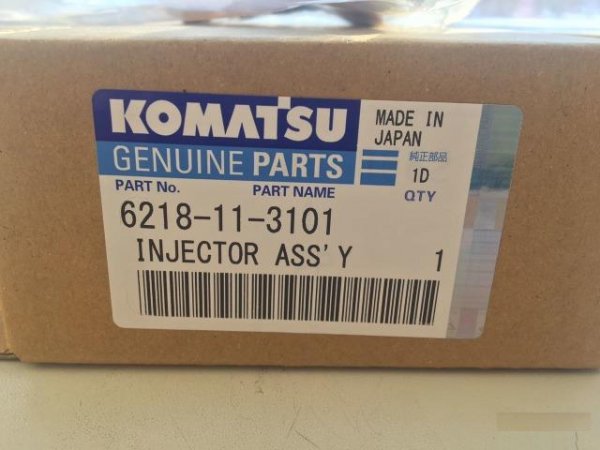 KOMATSU
MADE IN
JAPAN
GENUINE PARTS
純正部品
1D
PART No. PART NAME
QTY
6218-11-3101
INJECTOR ASS'Y 1